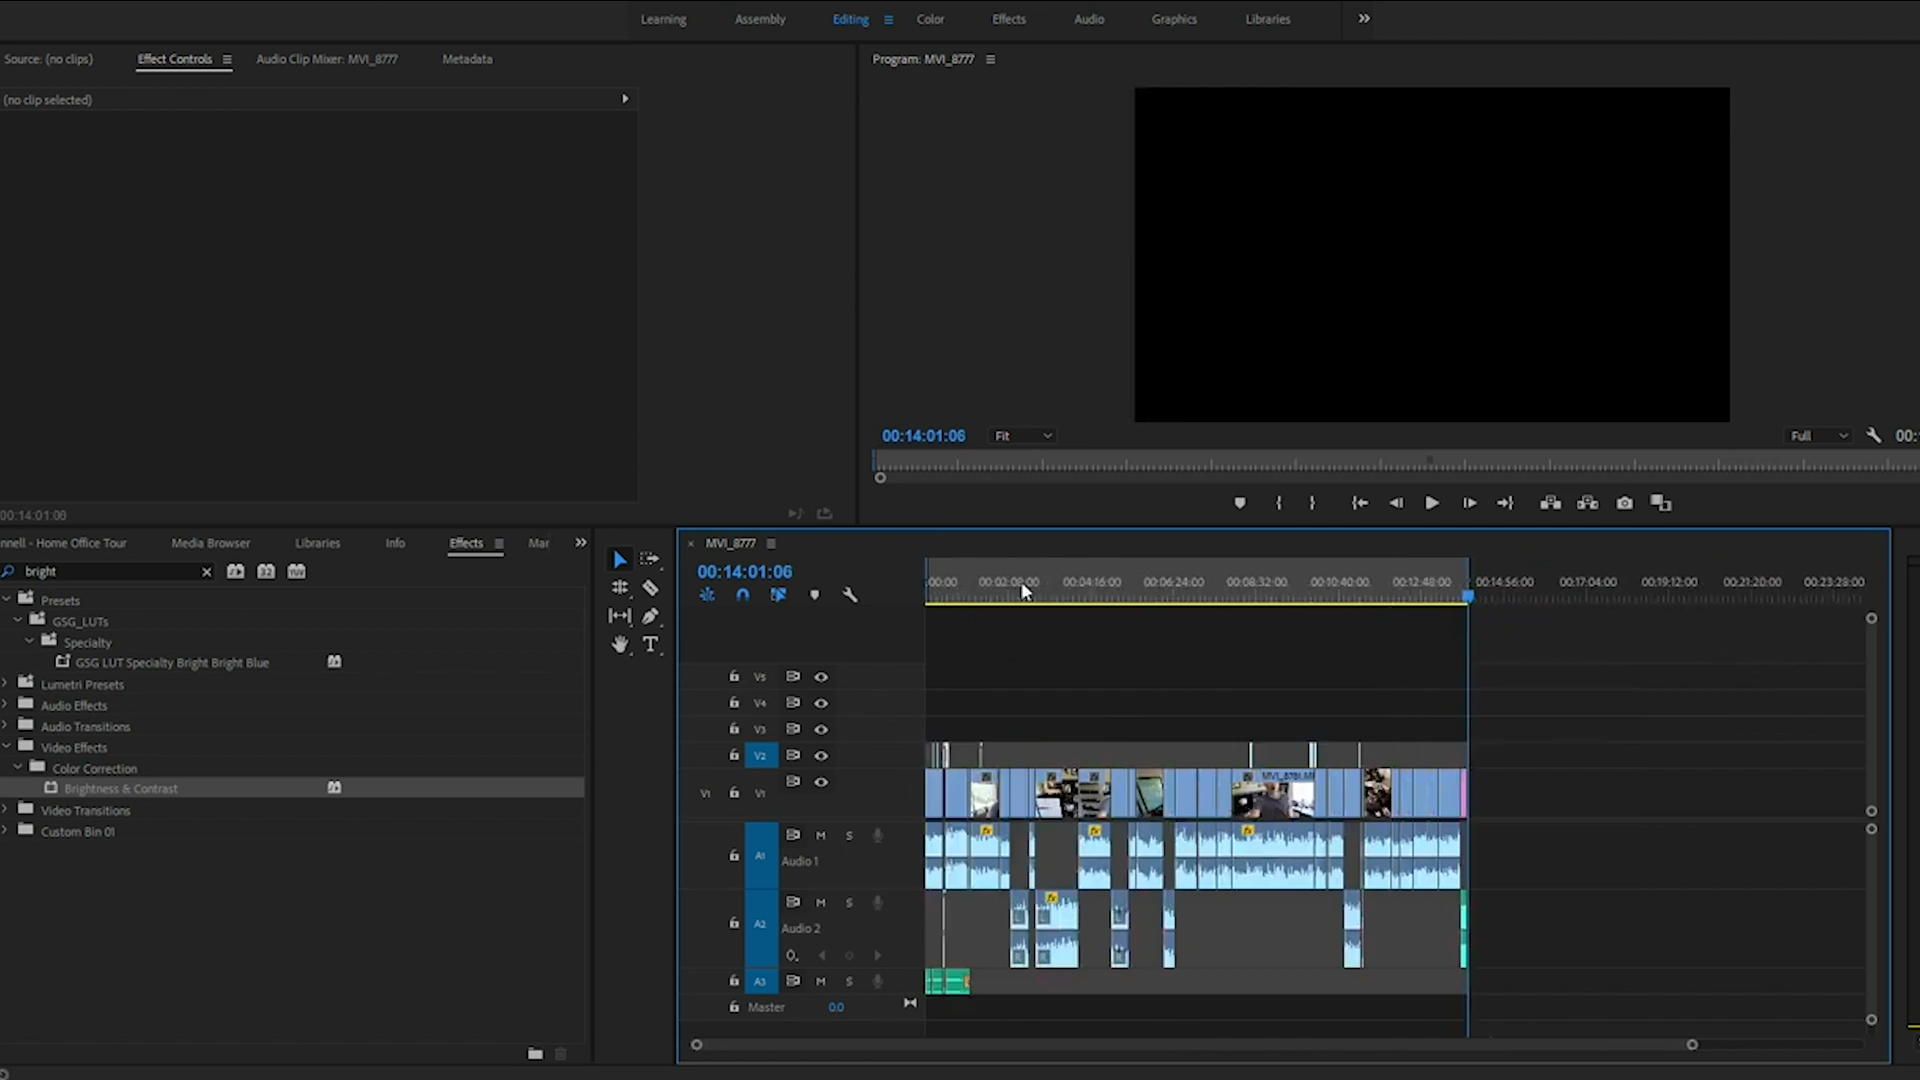 Learning Assembly Editing Color Effects Audio Graphics Libraries
Source: (no clips) Effect Controls Audio Clip Mixer: MVI_8777 Metadata
Program: MVI_8777
(no clip selected)
00:14:01:06 Fit Full 00:
00:14:01:06
nnell - Home Office Tour Media Browser Libraries Info Effects Mar
MVI_8777
bright
32 YUV
00:14:01:06
:00:00 00:02:08:00 00:04:16:00 00:06:24:00 00:08:32:00 00:10:40:00 00:12:48:00 00:14:56:00 00:17:04:00 00:19:12:00 00:21:20:00 00:23:28:00
Presets
GSG_LUTs
Specialty
GSG LUT Specialty Bright Bright Blue
Lumetri Presets
Audio Effects
Audio Transitions
Video Effects
Color Correction
Brightness & Contrast
Video Transitions
Custom Bin 01
T
V5
V4
V3
V2
V1 V1
MVI_8781.M
A1 M S
Audio 1
fx fx fx
A2 M S
Audio 2
fx
L L L
R R R
A3 M S
Master 0.0